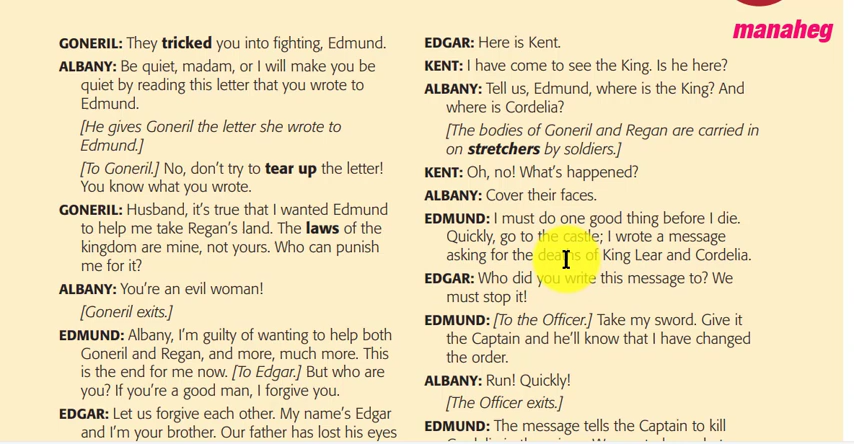 manaheg
GONERIL: They tricked you into fighting, Edmund.
ALBANY: Be quiet, madam, or I will make you be
quiet by reading this letter that you wrote to
Edmund.
[He gives Goneril the letter she wrote to
Edmund.]
[To Goneril.] No, don't try to tear up the letter!
You know what you wrote.
GONERIL: Husband, it's true that I wanted Edmund
to help me take Regan's land. The laws of the
kingdom are mine, not yours. Who can punish
me for it?
ALBANY: You're an evil woman!
[Goneril exits.]
EDMUND: Albany, I'm guilty of wanting to help both
Goneril and Regan, and more, much more. This
is the end for me now. [To Edgar.] But who are
you? If you're a good man, I forgive you.
EDGAR: Let us forgive each other. My name's Edgar
and I'm your brother. Our father has lost his eyes
EDGAR: Here is Kent.
KENT: I have come to see the King. Is he here?
ALBANY: Tell us, Edmund, where is the King? And
where is Cordelia?
[The bodies of Goneril and Regan are carried in
on stretchers by soldiers.]
KENT: Oh, no! What's happened?
ALBANY: Cover their faces.
EDMUND: I must do one good thing before I die.
Quickly, go to the castle; I wrote a message
asking for the deaths of King Lear and Cordelia.
EDGAR: Who did you write this message to? We
must stop it!
EDMUND: [To the Officer.] Take my sword. Give it
the Captain and he'll know that I have changed
the order.
ALBANY: Run! Quickly!
[The Officer exits.]
EDMUND: The message tells the Captain to kill